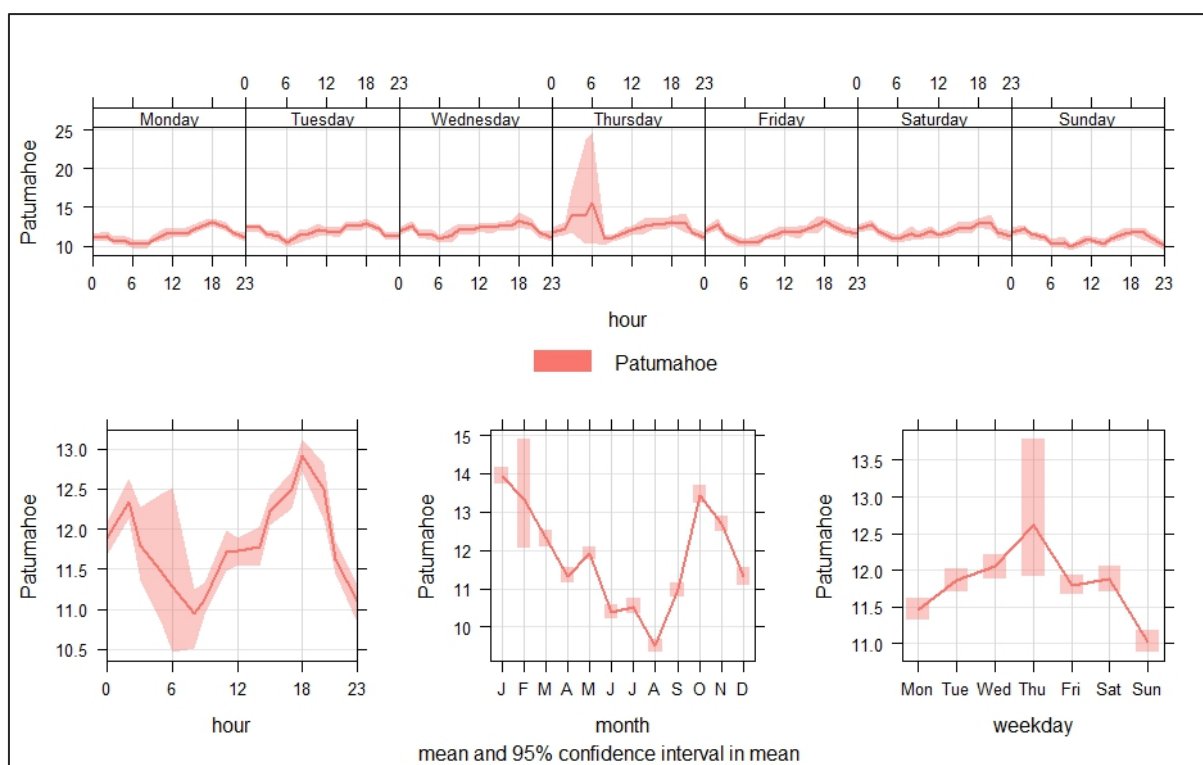 0 6 12 18 23 0 6 12 18 23 0 6 12 18 23
Monday Tuesday Wednesday Thursday Friday Saturday Sunday
Patumahoe
25
20
15
10
0 6 12 18 0 6 12 18 23 0 6 12 18 23 0 6 12 18 23
hour
Patumahoe
Patumahoe
13.0
12.5
12.0
11.5
11.0
10.5
0 6 12 18 23
hour
Patumahoe
15
14
13
12
11
10
J F M A M J J A S O N D
month
Patumahoe
13.5
13.0
12.5
12.0
11.5
11.0
Mon Tue Wed Thu Fri Sat Sun
weekday
mean and 95% confidence interval in mean